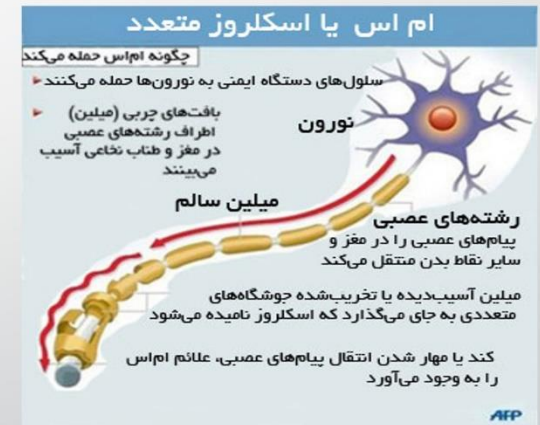 ام اس یا اسکلروز متعدد
چگونه ام‌اس حمله می‌کند
سلول‌های دستگاه ایمنی به نورون‌ها حمله می‌کنند
بافت‌های چربی (میلین)
اطراف رشته‌های عصبی
در مغز و طناب نخاعی آسیب
می‌بینند
نورون
میلین سالم
رشته‌های عصبی
پیام‌های عصبی را در مغز و
سایر نقاط بدن منتقل می‌کند
میلین آسیب‌دیده یا تخریب‌شده جوشگاه‌های
متعددی به جای می‌گذارد که اسکلروز نامیده می‌شود
کند یا مهار شدن انتقال پیام‌های عصبی، علائم ام‌اس
را به وجود می‌آورد
AFP